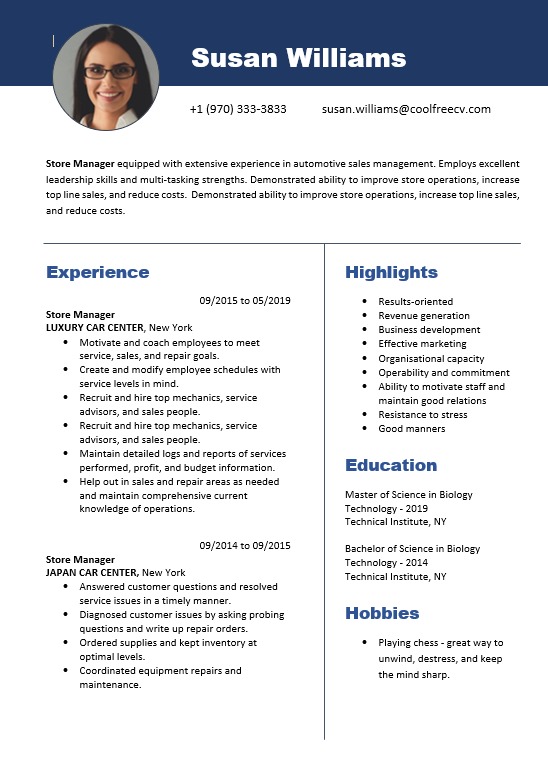 Susan Williams
+1 (970) 333-3833 susan.williams@coolfreecv.com
Store Manager equipped with extensive experience in automotive sales management. Employs excellent
leadership skills and multi-tasking strengths. Demonstrated ability to improve store operations, increase
top line sales, and reduce costs. Demonstrated ability to improve store operations, increase top line sales,
and reduce costs.
Experience
09/2015 to 05/2019
Store Manager
LUXURY CAR CENTER, New York
• Motivate and coach employees to meet
service, sales, and repair goals.
• Create and modify employee schedules with
service levels in mind.
• Recruit and hire top mechanics, service
advisors, and sales people.
• Recruit and hire top mechanics, service
advisors, and sales people.
• Maintain detailed logs and reports of services
performed, profit, and budget information.
• Help out in sales and repair areas as needed
and maintain comprehensive current
knowledge of operations.
09/2014 to 09/2015
Store Manager
JAPAN CAR CENTER, New York
• Answered customer questions and resolved
service issues in a timely manner.
• Diagnosed customer issues by asking probing
questions and write up repair orders.
• Ordered supplies and kept inventory at
optimal levels.
• Coordinated equipment repairs and
maintenance.
Highlights
• Results-oriented
• Revenue generation
• Business development
• Effective marketing
• Organisational capacity
• Operability and commitment
• Ability to motivate staff and
maintain good relations
• Resistance to stress
• Good manners
Education
Master of Science in Biology
Technology - 2019
Technical Institute, NY
Bachelor of Science in Biology
Technology - 2014
Technical Institute, NY
Hobbies
• Playing chess - great way to
unwind, destress, and keep
the mind sharp.